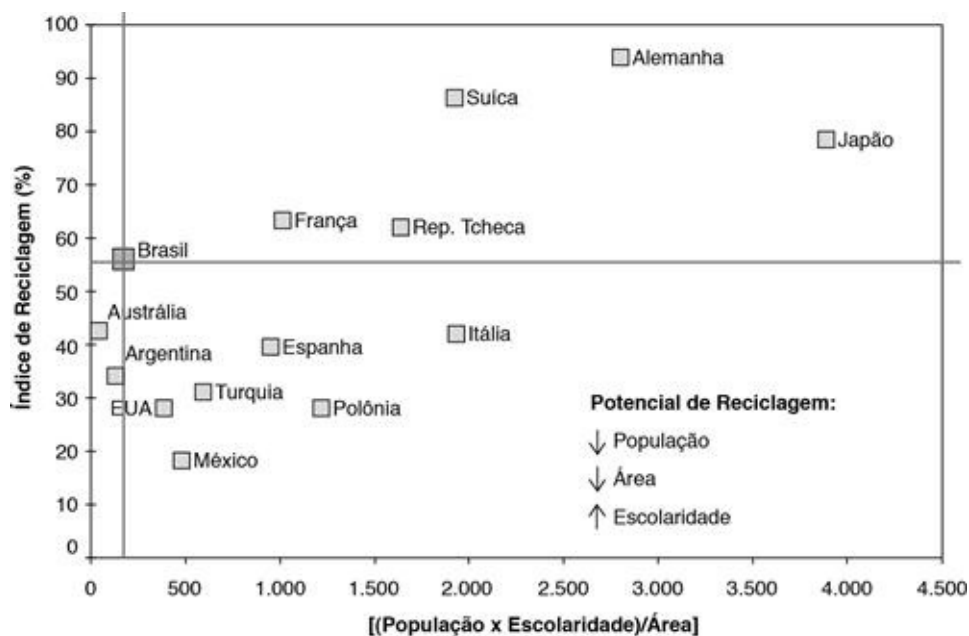 Índice de Reciclagem (%)
100
90
80
70
60
50
40
30
20
10
0
Alemanha
Suíca
Japão
França
Rep. Tcheca
Brasil
Austrália
Argentina
Espanha
Itália
EUA
Turquia
Polônia
México
Potencial de Reciclagem:
↓ População
↓ Área
↑ Escolaridade
0 500 1.000 1.500 2.000 2.500 3.000 3.500 4.000 4.500
[(População x Escolaridade)/Área]